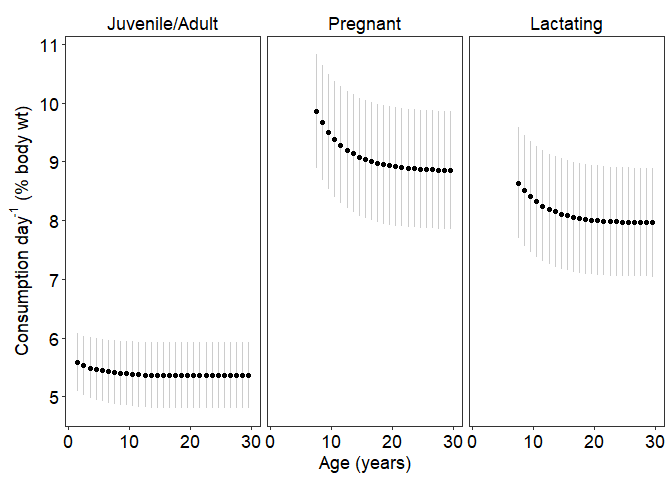 Juvenile/Adult Pregnant Lactating
Consumption day⁻¹ (% body wt)
11
10
9
8
7
6
5
0 10 20 30 0 10 20 30 0 10 20 30
Age (years)